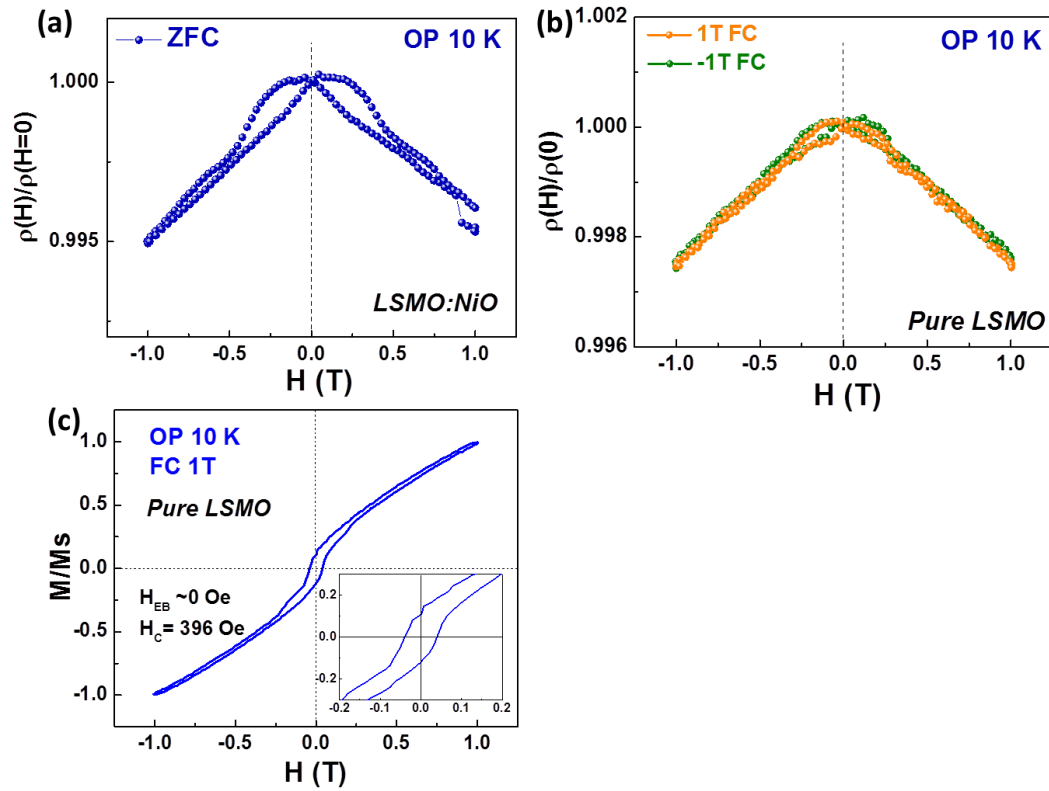 (a)
ZFC
OP 10 K
1.000
0.995
ρ(H)/ρ(H=0)
LSMO:NiO
-1.0 -0.5 0.0 0.5 1.0
H (T)
(b)
1T FC
-1T FC
OP 10 K
1.002
1.000
0.998
0.996
ρ(H)/ρ(0)
Pure LSMO
-1.0 -0.5 0.0 0.5 1.0
H (T)
(c)
OP 10 K
FC 1T
Pure LSMO
1.0
0.5
0.0
-0.5
-1.0
M/Ms
H_EB ~0 Oe
H_C= 396 Oe
0.2
0.0
-0.2
-0.2 -0.1 0.0 0.1 0.2
-1.0 -0.5 0.0 0.5 1.0
H (T)